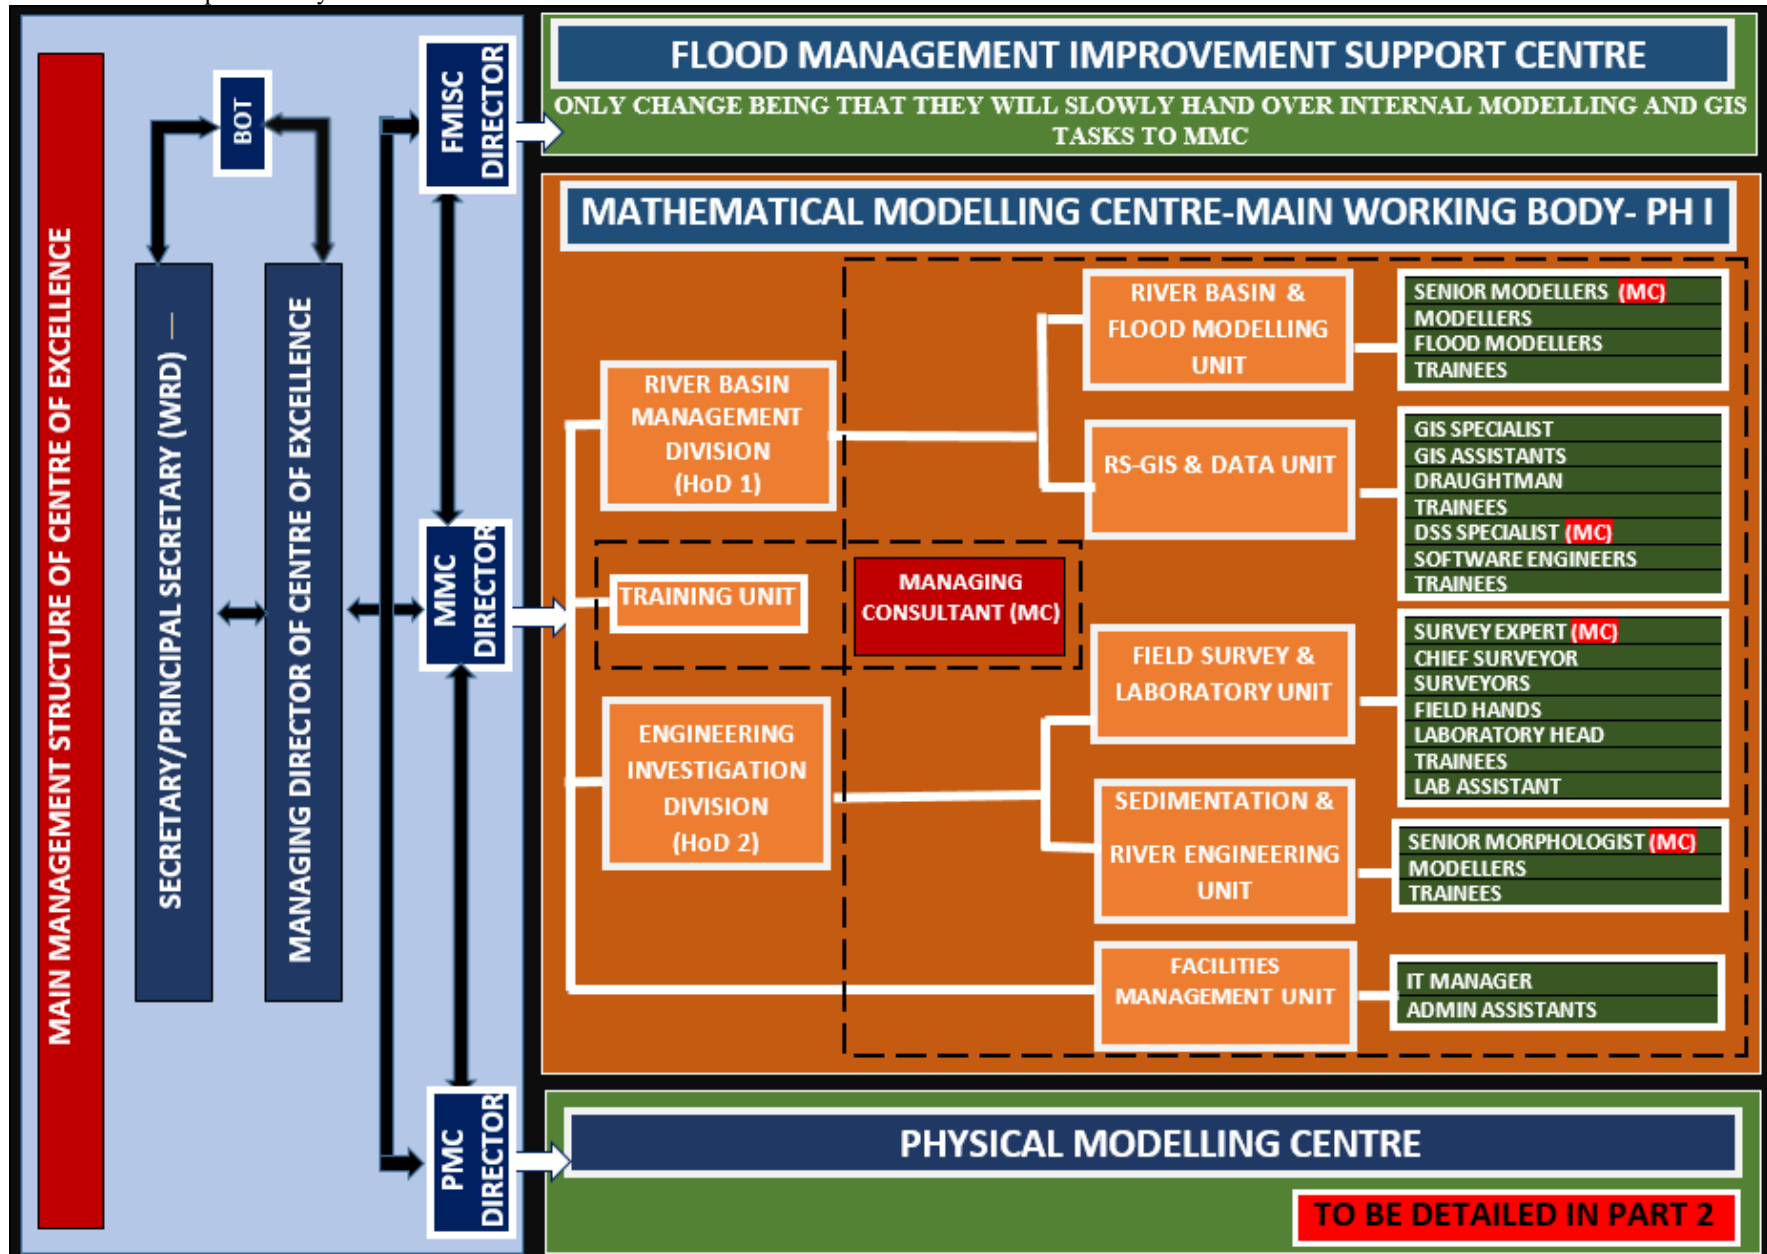 MAIN MANAGEMENT STRUCTURE OF CENTRE OF EXCELLENCE
BOT
SECRETARY/PRINCIPAL SECRETARY (WRD) —
MANAGING DIRECTOR OF CENTRE OF EXCELLENCE
FMISC
DIRECTOR
MMC
DIRECTOR
PMC
DIRECTOR
FLOOD MANAGEMENT IMPROVEMENT SUPPORT CENTRE
ONLY CHANGE BEING THAT THEY WILL SLOWLY HAND OVER INTERNAL MODELLING AND GIS
TASKS TO MMC
MATHEMATICAL MODELLING CENTRE-MAIN WORKING BODY- PH I
RIVER BASIN
MANAGEMENT
DIVISION
(HoD 1)
TRAINING UNIT
MANAGING
CONSULTANT (MC)
ENGINEERING
INVESTIGATION
DIVISION
(HoD 2)
RIVER BASIN &
FLOOD MODELLING
UNIT
SENIOR MODELLERS (MC)
MODELLERS
FLOOD MODELLERS
TRAINEES
RS-GIS & DATA UNIT
GIS SPECIALIST
GIS ASSISTANTS
DRAUGHTMAN
TRAINEES
DSS SPECIALIST (MC)
SOFTWARE ENGINEERS
TRAINEES
FIELD SURVEY &
LABORATORY UNIT
SURVEY EXPERT (MC)
CHIEF SURVEYOR
SURVEYORS
FIELD HANDS
LABORATORY HEAD
TRAINEES
LAB ASSISTANT
SEDIMENTATION &
RIVER ENGINEERING
UNIT
SENIOR MORPHOLOGIST (MC)
MODELLERS
TRAINEES
FACILITIES
MANAGEMENT UNIT
IT MANAGER
ADMIN ASSISTANTS
PHYSICAL MODELLING CENTRE
TO BE DETAILED IN PART 2